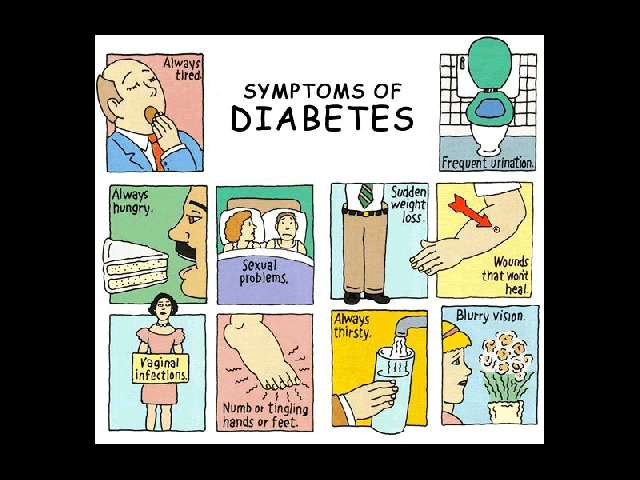 Always
tired.
SYMPTOMS OF
DIABETES
Frequent urination.
Always
hungry.
Sexual
problems.
Sudden
weight
loss.
Wounds
that won't
heal.
Vaginal
infections.
Numb or tingling
hands or feet.
Always
thirsty.
Blurry vision.